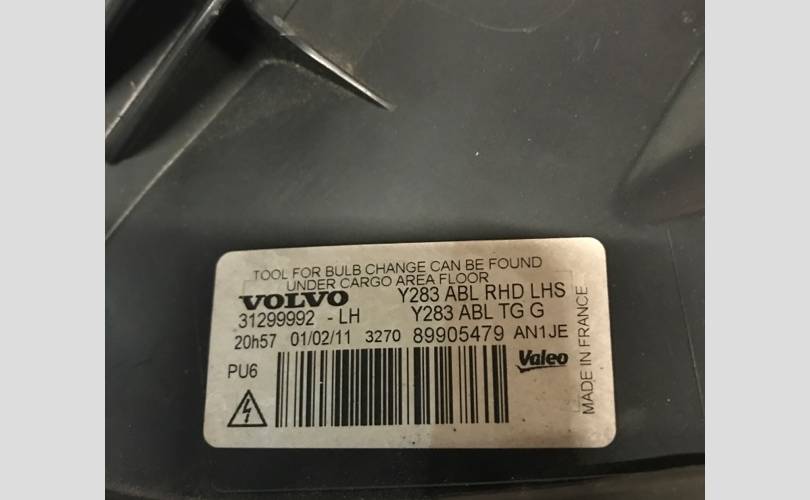 TOOL FOR BULB CHANGE CAN BE FOUND
UNDER CARGO AREA FLOOR
VOLVO Y283 ABL RHD LHS
31299992 - LH Y283 ABL TG G
20h57 01/02/11 3270 89905479 AN1JE
PU6 Valeo
MADE IN FRANCE